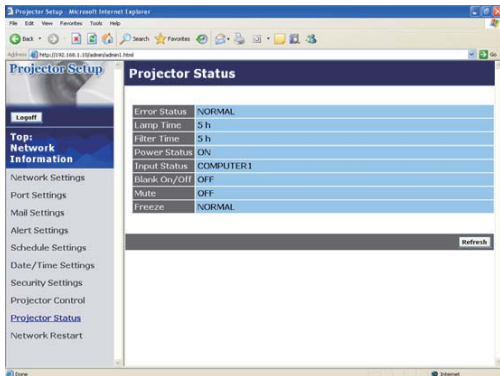 Projector Setup - Microsoft Internet Explorer
File Edit View Favorites Tools Help
Back Search Favorites
Address http://192.168.1.10/admin/admin1.html Go
Projector Setup
Logoff
Top:
Network
Information
Network Settings
Port Settings
Mail Settings
Alert Settings
Schedule Settings
Date/Time Settings
Security Settings
Projector Control
Projector Status
Network Restart
Projector Status
Error Status NORMAL
Lamp Time 5 h
Filter Time 5 h
Power Status ON
Input Status COMPUTER1
Blank On/Off OFF
Mute OFF
Freeze NORMAL
Refresh
Done Internet